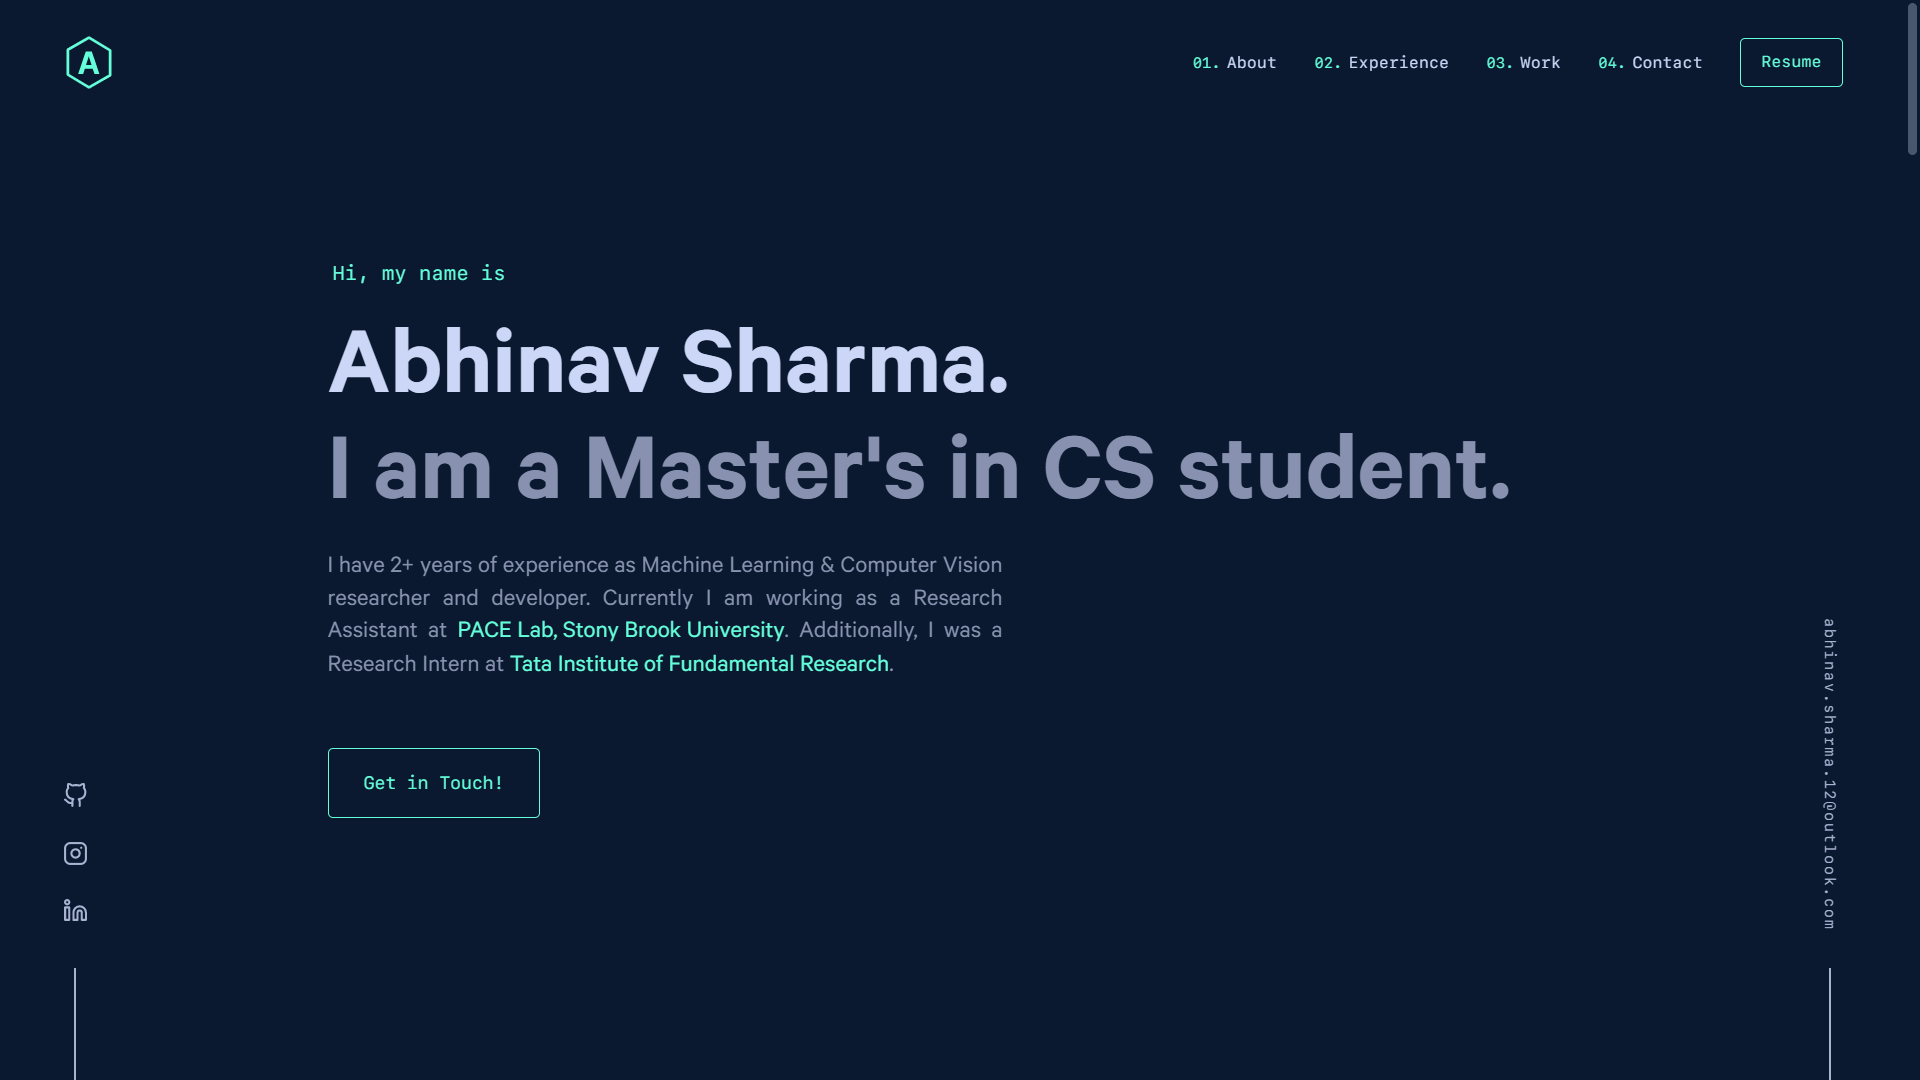 A
01. About 02. Experience 03. Work 04. Contact Resume
Hi, my name is
Abhinav Sharma.
I am a Master's in CS student.
I have 2+ years of experience as Machine Learning & Computer Vision
researcher and developer. Currently I am working as a Research
Assistant at PACE Lab, Stony Brook University. Additionally, I was a
Research Intern at Tata Institute of Fundamental Research.
Get in Touch!
abhinav.sharma.12@outlook.com